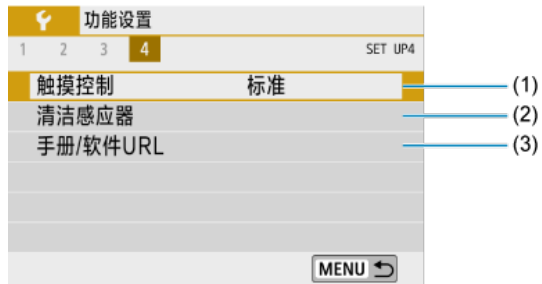 功能设置
1 2 3 4 SET UP4
触摸控制 标准 (1)
清洁感应器 (2)
手册/软件URL (3)
MENU